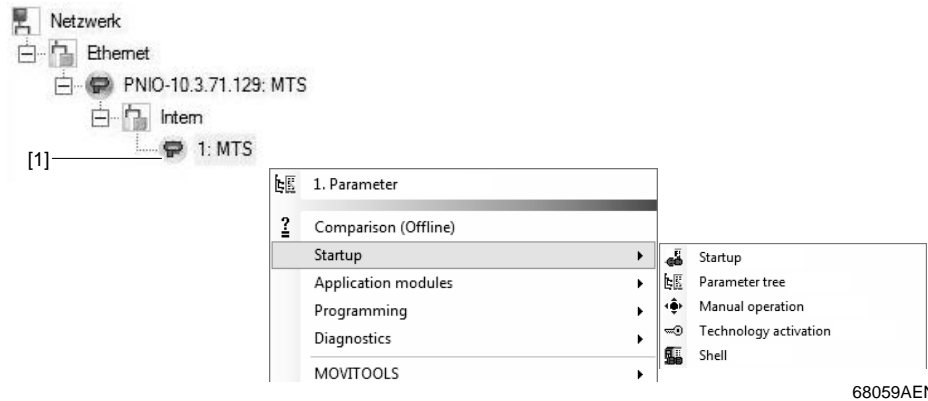 Netzwerk
Ethernet
PNIO-10.3.71.129: MTS
Intern
1: MTS
[1]
1. Parameter
Comparison (Offline)
Startup
Application modules
Programming
Diagnostics
MOVITOOLS
Startup
Parameter tree
Manual operation
Technology activation
Shell
68059AEN